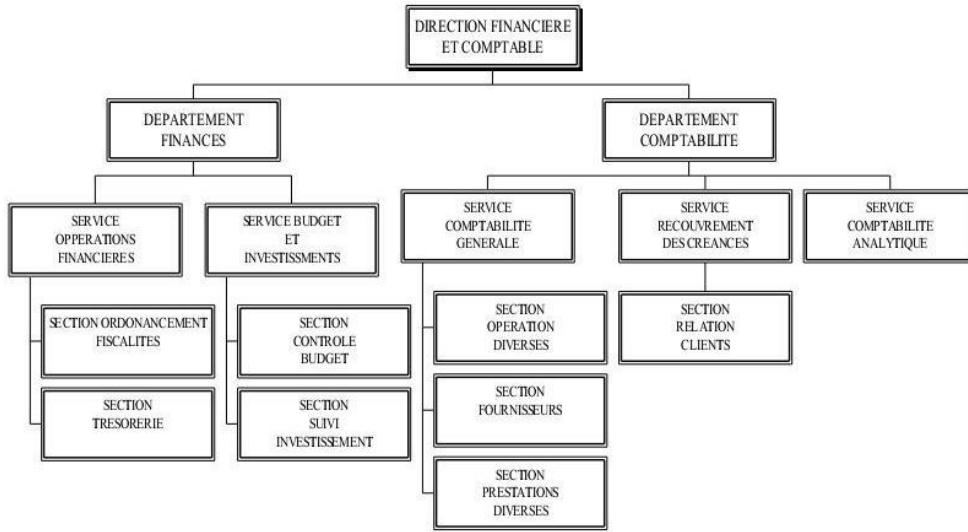 DIRECTION FINANCIERE
ET COMPTABLE
DEPARTEMENT
FINANCES
DEPARTEMENT
COMPTABILITE
SERVICE
OPPERATIONS
FINANCIERES
SERVICE BUDGET
ET
INVESTISSMENTS
SERVICE
COMPTABILITE
GENERALE
SERVICE
RECOUVREMENT
DES CREANCES
SERVICE
COMPTABILITE
ANALYTIQUE
SECTION ORDONANCEMENT
FISCALITES
SECTION
CONTROLE
BUDGET
SECTION
OPERATION
DIVERSES
SECTION
RELATION
CLIENTS
SECTION
TRESORERIE
SECTION
SUIVI
INVESTISSEMENT
SECTION
FOURNISSEURS
SECTION
PRESTATIONS
DIVERSES